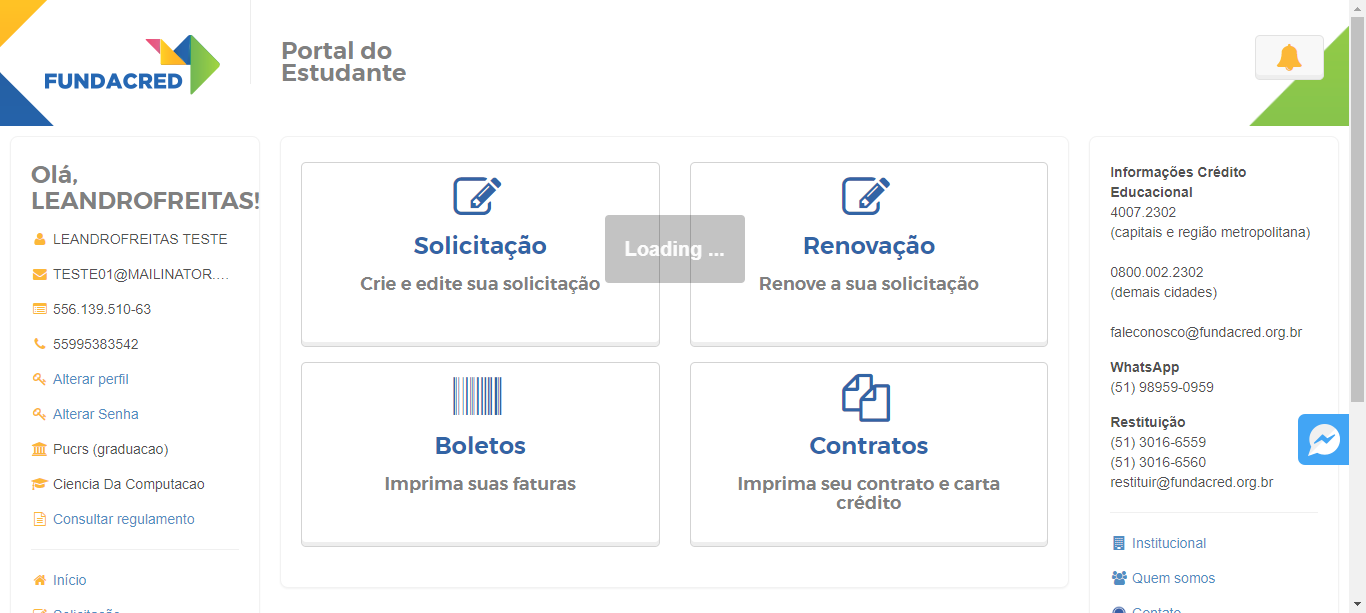 FUNDACRED
Portal do
Estudante
Olá,
LEANDROFREITAS!
LEANDROFREITAS TESTE
TESTE01@MAILINATOR....
556.139.510-63
55995383542
Alterar perfil
Alterar Senha
Pucrs (graduacao)
Ciencia Da Computacao
Consultar regulamento
Início
Solicitação
Solicitação
Crie e edite sua solicitação
Loading ...
Renovação
Renove a sua solicitação
Boletos
Imprima suas faturas
Contratos
Imprima seu contrato e carta
crédito
Informações Crédito
Educacional
4007.2302
(capitais e região metropolitana)
0800.002.2302
(demais cidades)
faleconosco@fundacred.org.br
WhatsApp
(51) 98959-0959
Restituição
(51) 3016-6559
(51) 3016-6560
restituir@fundacred.org.br
Institucional
Quem somos
Contato